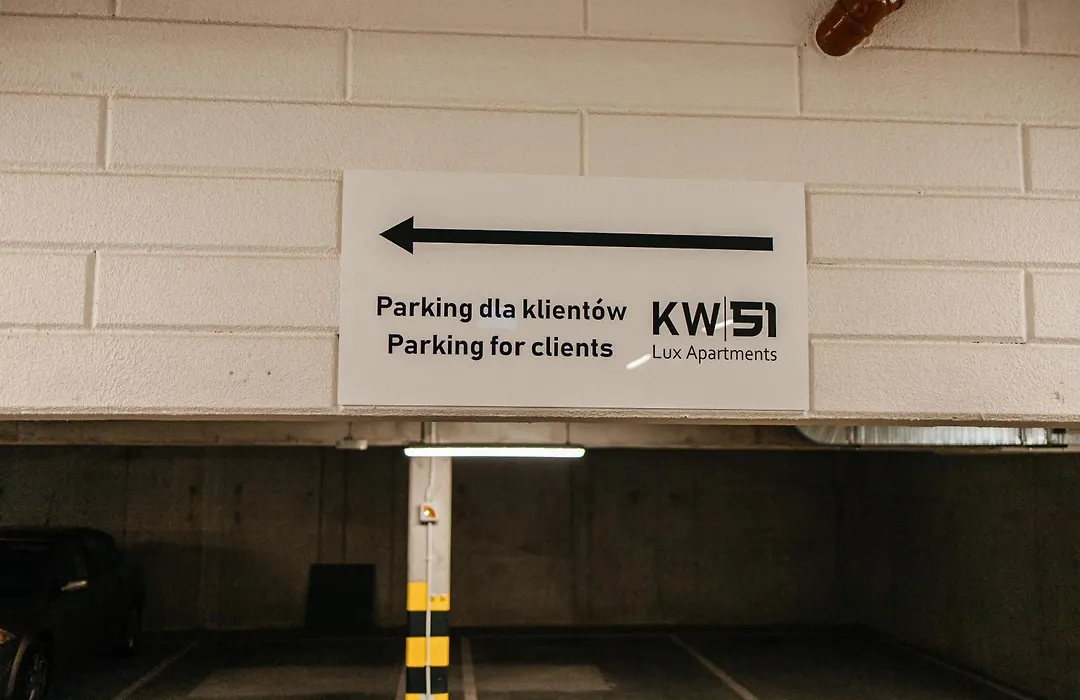 Parking dla klientów
Parking for clients
KW|51
Lux Apartments